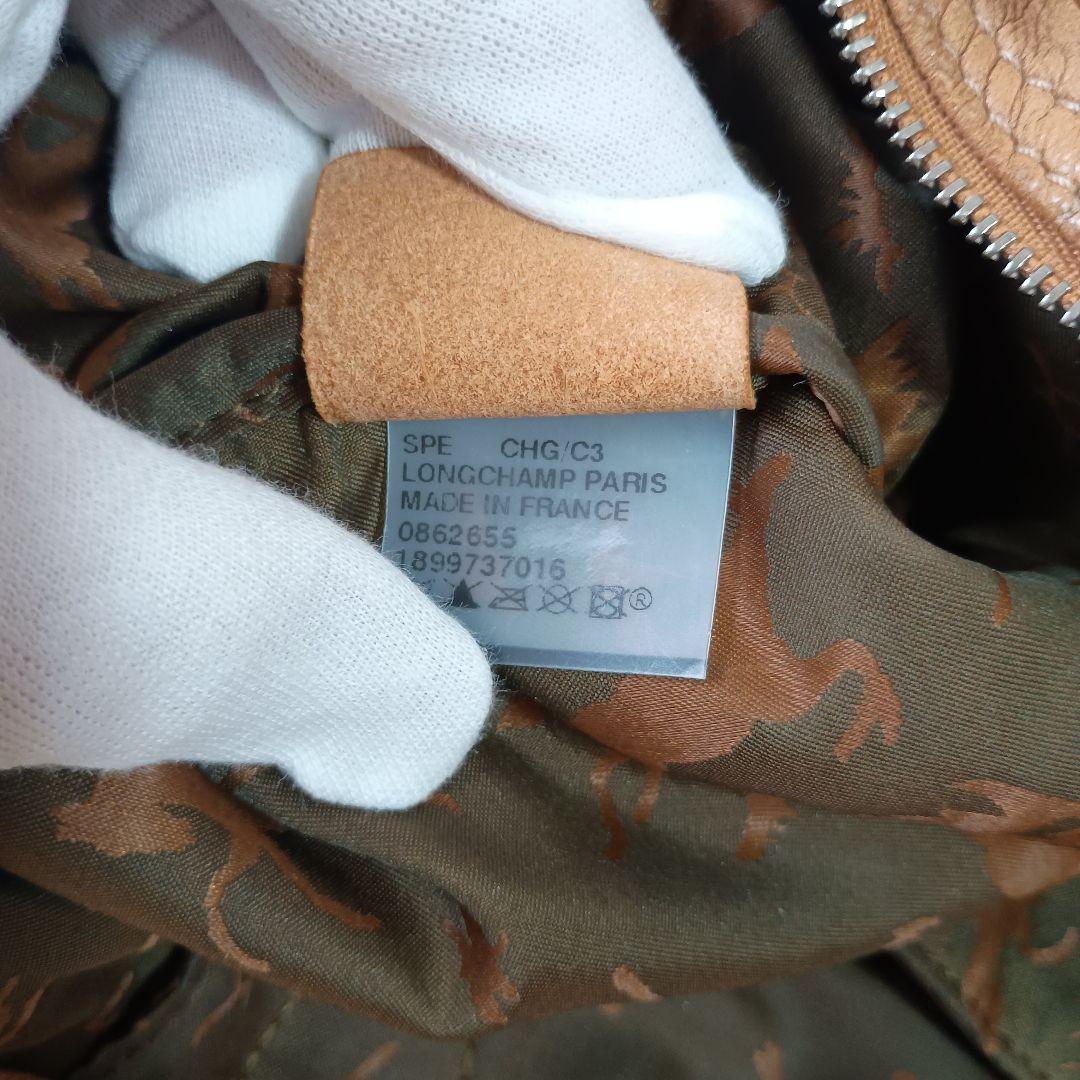 SPE CHG/C3
LONGCHAMP PARIS
MADE IN FRANCE
0862655
1899737016
®